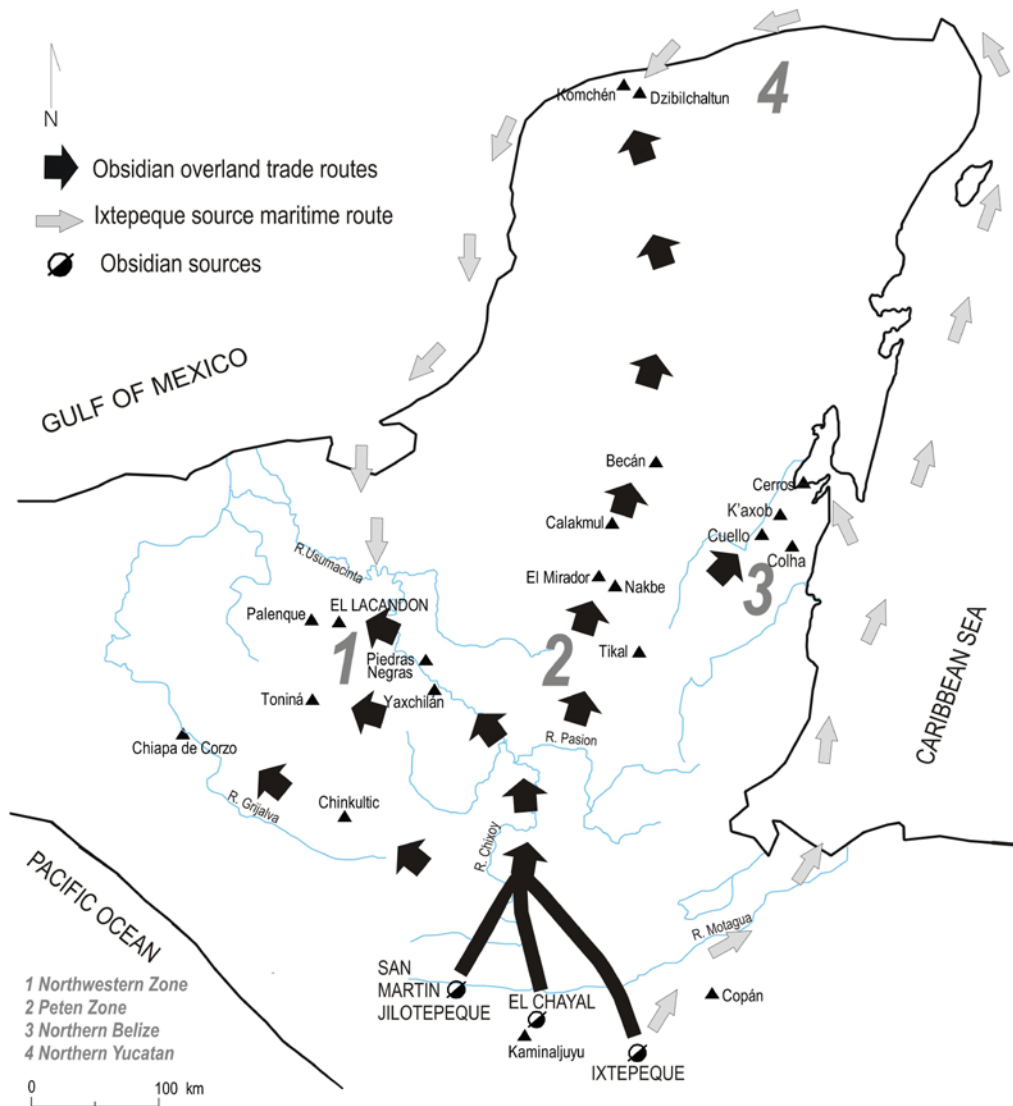 Komchén
Dzibilchaltun
4
N
Obsidian overland trade routes
Ixtepeque source maritime route
Obsidian sources
GULF OF MEXICO
Becán
Cerros
K'axob
Calakmul
Cuello
Colha
R.Usumacinta
El Mirador
Nakbe
3
Palenque
EL LACANDON
1
Piedras
Negras
2
Tikal
CARIBBEAN SEA
Toniná
Yaxchilán
R. Pasion
Chiapa de Corzo
R. Grijalva
Chinkultic
R. Chixoy
PACIFIC OCEAN
R. Motagua
SAN
MARTIN
JILOTEPEQUE
EL CHAYAL
Copán
Kaminaljuyu
IXTEPEQUE
1 Northwestern Zone
2 Peten Zone
3 Northern Belize
4 Northern Yucatan
0 100 km